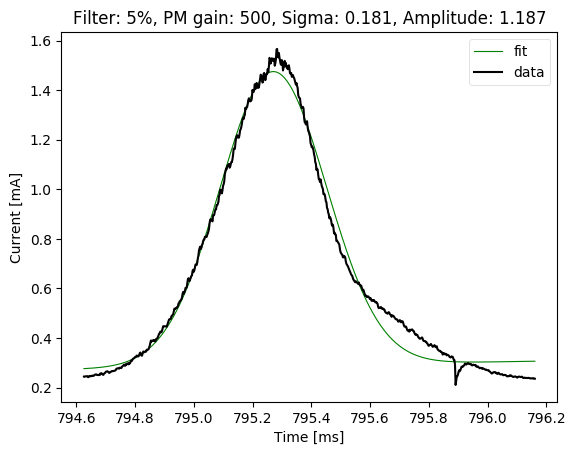 Filter: 5%, PM gain: 500, Sigma: 0.181, Amplitude: 1.187
fit
data
1.6
1.4
1.2
1.0
0.8
0.6
0.4
0.2
Current [mA]
794.6 794.8 795.0 795.2 795.4 795.6 795.8 796.0 796.2
Time [ms]